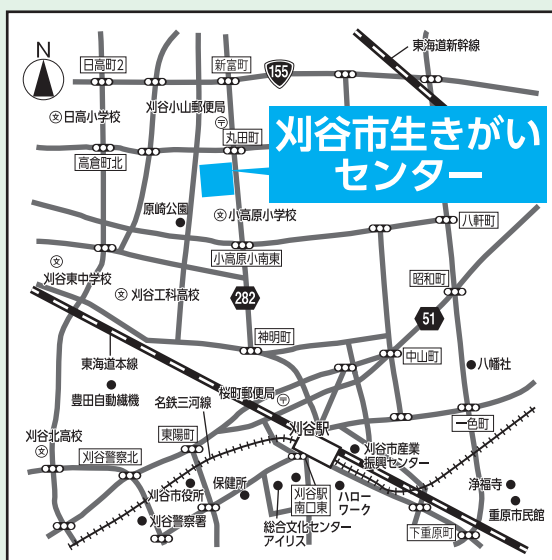 N
日高町2
新富町
155
東海道新幹線
刈谷小山郵便局
日高小学校
文
丸田町
高倉町北
刈谷市生きがい
センター
原崎公園
文
小高原小学校
八軒町
小高原小南東
文
刈谷東中学校
文
刈谷工科高校
282
昭和町
51
神明町
東海道本線
中山町
八幡社
豊田自動織機
桜町郵便局
名鉄三河線
刈谷駅
一色町
刈谷北高校
文
東陽町
刈谷警察北
刈谷市産業
振興センター
刈谷市役所
保健所
刈谷駅
南口東
ハロー
ワーク
浄福寺
重原市民館
刈谷警察署
総合文化センター
アイリス
下重原町